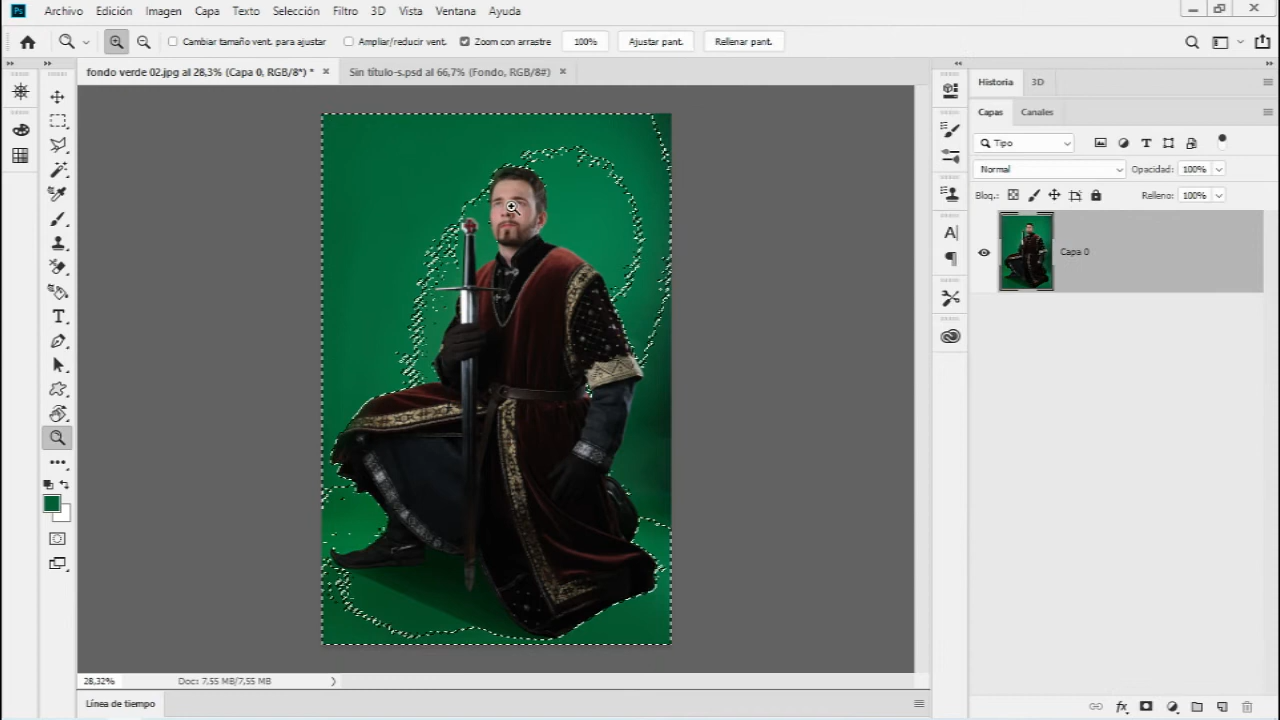 Ps Archivo Edición Imagen Capa Texto Selección Filtro 3D Vista Ventana Ayuda
Cambiar tamaño vent. para ajustar Ampliar/reducir vent. Zoom con arrastre 100% Ajustar pant. Rellenar pant.
fondo verde 02.jpg al 28,3% (Capa 0, RGB/8*) * Sin título-s.psd al 66,7% (Fondo, RGB/8#)
Historia 3D
Capas Canales
Tipo
Normal Opacidad: 100%
Bloq.: Relleno: 100%
Capa 0
28,32% Doc: 7,55 MB/7,55 MB
Línea de tiempo